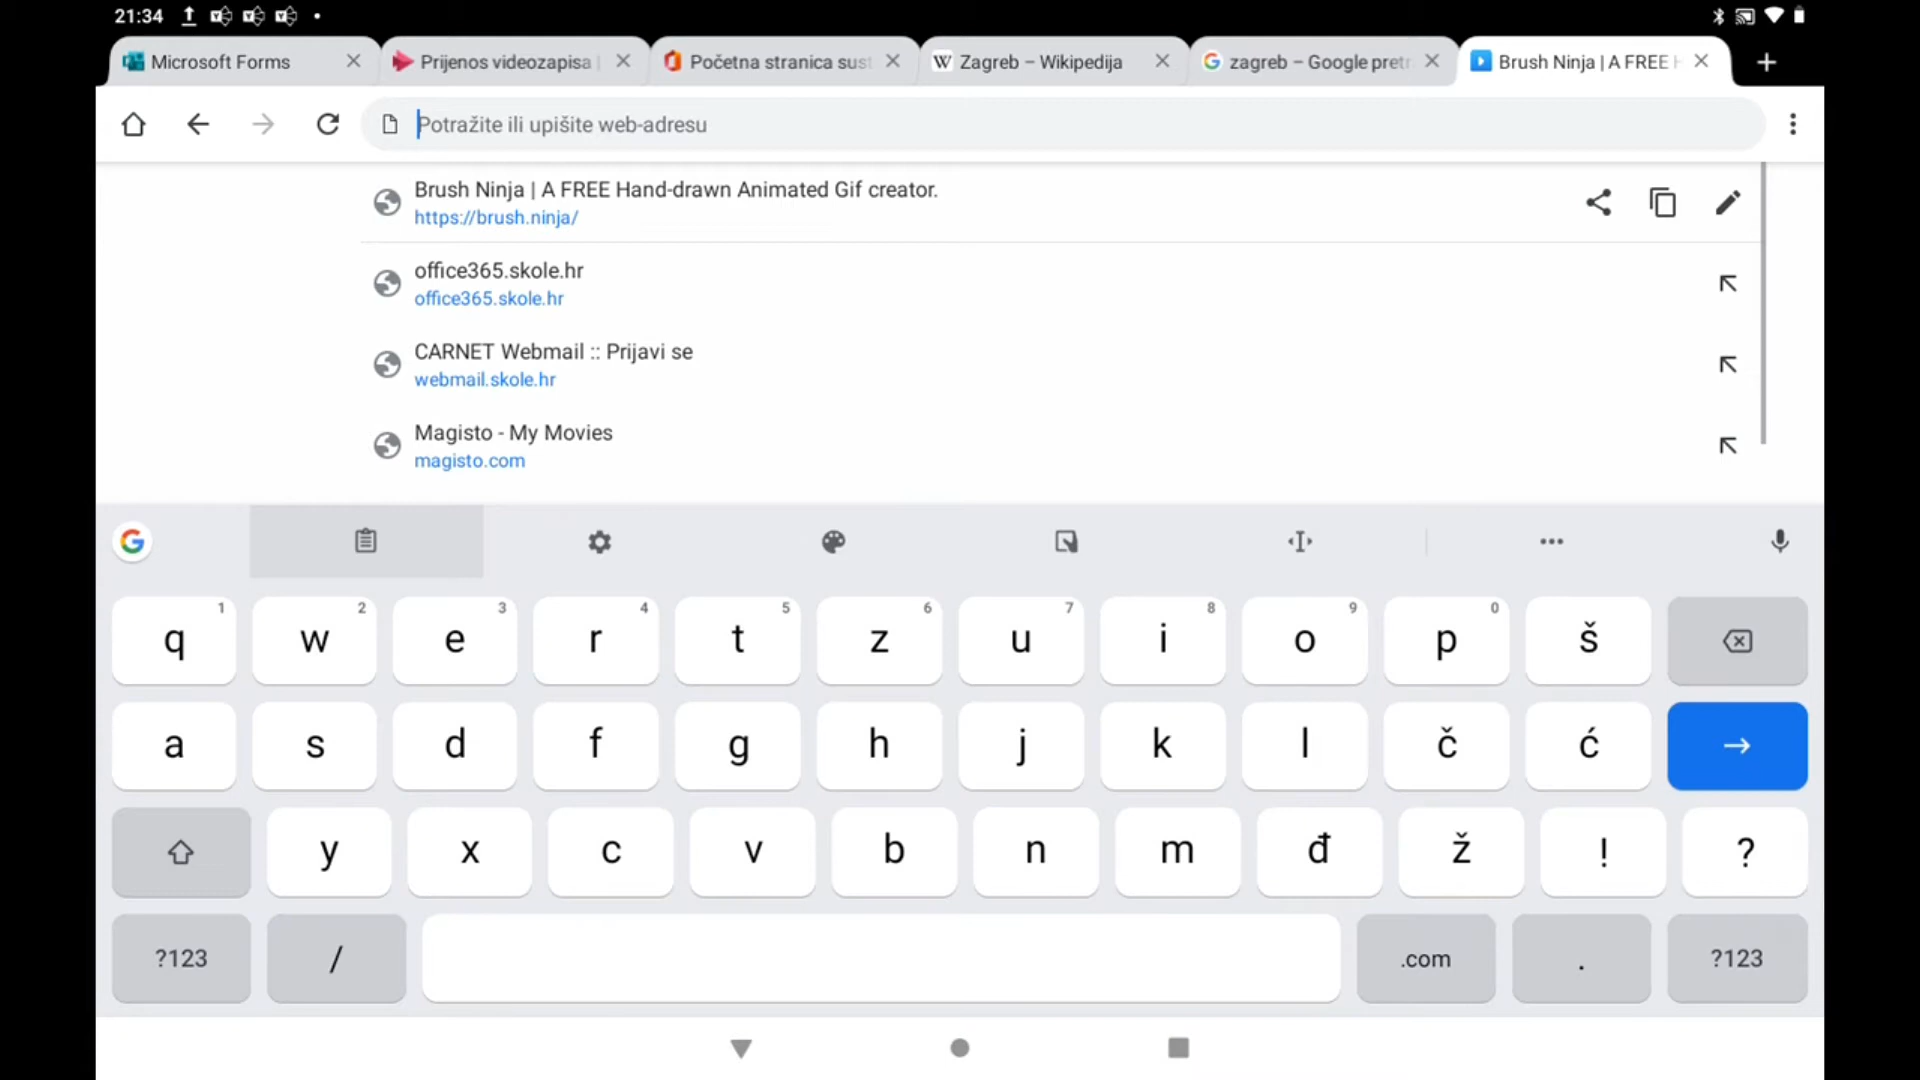 21:34
Microsoft Forms
Prijenos videozapisa |
Početna stranica sust
Zagreb – Wikipedija
zagreb – Google pretr
Brush Ninja | A FREE H
Potražite ili upišite web-adresu
Brush Ninja | A FREE Hand-drawn Animated Gif creator.
https://brush.ninja/
office365.skole.hr
office365.skole.hr
CARNET Webmail :: Prijavi se
webmail.skole.hr
Magisto - My Movies
magisto.com
1 2 3 4 5 6 7 8 9 0
q w e r t z u i o p š
a s d f g h j k l č ć
y x c v b n m đ ž ! ?
?123 / .com . ?123